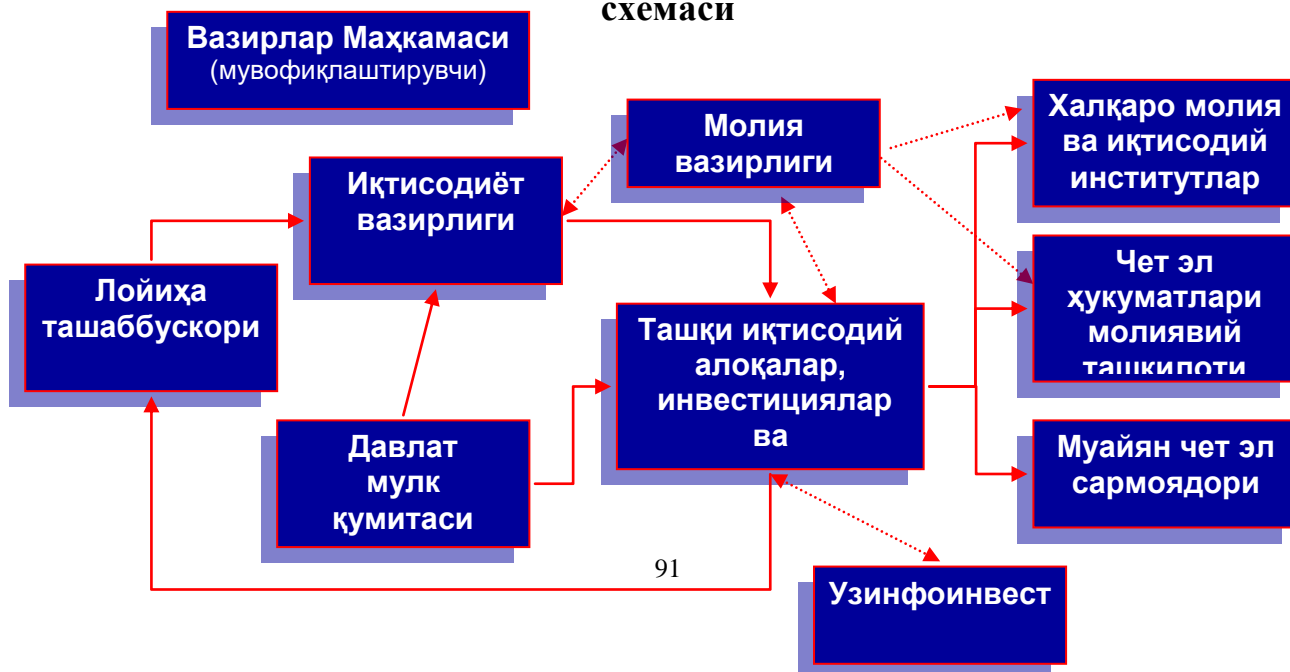 схемаси
Вазирлар Маҳкамаси
(мувофиқлаштирувчи)
Молия
вазирлиги
Халқаро молия
ва иқтисодий
институтлар
Иқтисодиёт
вазирлиги
Лойиҳа
ташаббускори
Чет эл
ҳукуматлари
молиявий
ташкилоти
Ташқи иқтисодий
алоқалар,
инвестициялар
ва
Давлат
мулк
қумитаси
Муайян чет эл
сармоядори
91
Узинфоинвест